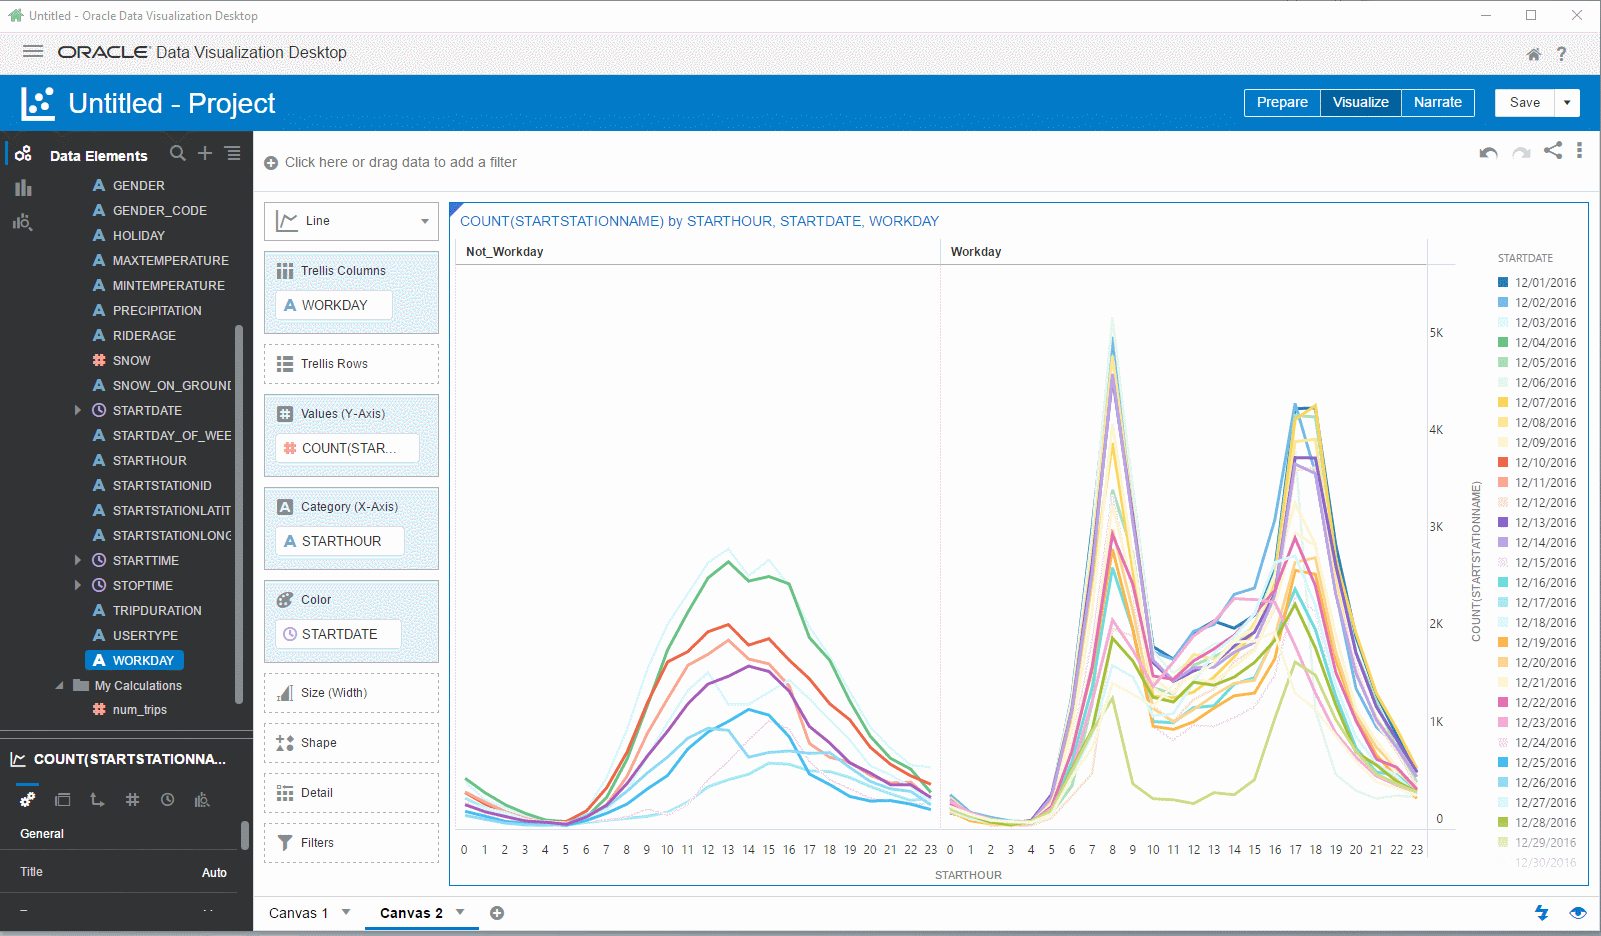 Untitled - Oracle Data Visualization Desktop
ORACLE Data Visualization Desktop
?
Untitled - Project
Prepare
Visualize
Narrate
Save
Data Elements
GENDER
GENDER_CODE
HOLIDAY
MAXTEMPERATURE
MINTEMPERATURE
PRECIPITATION
RIDERAGE
SNOW
SNOW_ON_GROUND
STARTDATE
STARTDAY_OF_WEE
STARTHOUR
STARTSTATIONID
STARTSTATIONLATIT
STARTSTATIONLONG
STARTTIME
STOPTIME
TRIPDURATION
USERTYPE
WORKDAY
My Calculations
num_trips
COUNT(STARTSTATIONNA...
General
Title Auto
Click here or drag data to add a filter
Line
Trellis Columns
A WORKDAY
Trellis Rows
Values (Y-Axis)
# COUNT(STAR...
Category (X-Axis)
A STARTHOUR
Color
STARTDATE
Size (Width)
Shape
Detail
Filters
COUNT(STARTSTATIONNAME) by STARTHOUR, STARTDATE, WORKDAY
Not_Workday
Workday
5K
4K
3K
2K
1K
0
COUNT(STARTSTATIONNAME)
0 1 2 3 4 5 6 7 8 9 10 11 12 13 14 15 16 17 18 19 20 21 22 23
0 1 2 3 4 5 6 7 8 9 10 11 12 13 14 15 16 17 18 19 20 21 22 23
STARTHOUR
STARTDATE
12/01/2016
12/02/2016
12/03/2016
12/04/2016
12/05/2016
12/06/2016
12/07/2016
12/08/2016
12/09/2016
12/10/2016
12/11/2016
12/12/2016
12/13/2016
12/14/2016
12/15/2016
12/16/2016
12/17/2016
12/18/2016
12/19/2016
12/20/2016
12/21/2016
12/22/2016
12/23/2016
12/24/2016
12/25/2016
12/26/2016
12/27/2016
12/28/2016
12/29/2016
12/30/2016
Canvas 1
Canvas 2